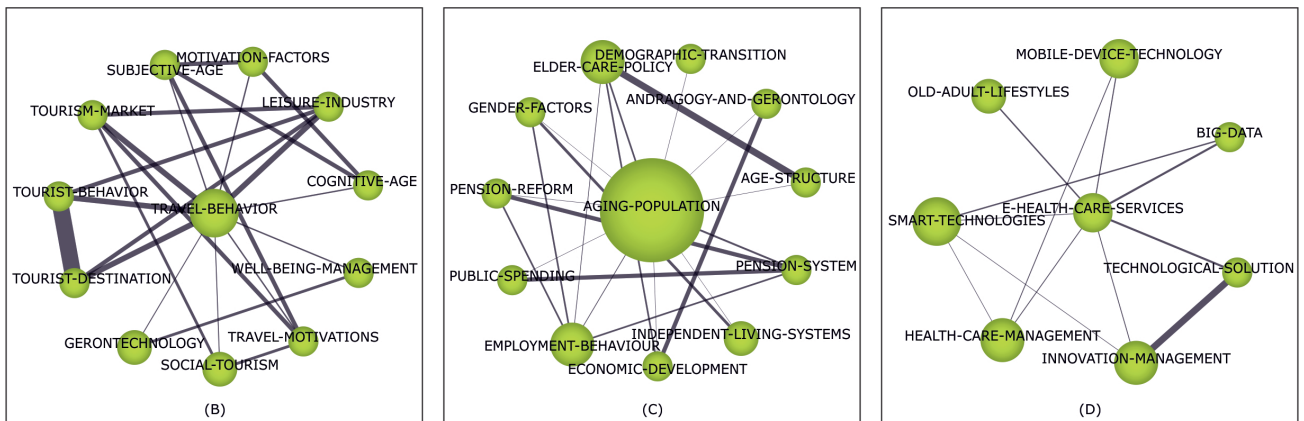 MOTIVATION-FACTORS
SUBJECTIVE-AGE
LEISURE-INDUSTRY
TOURISM-MARKET
COGNITIVE-AGE
TOURIST-BEHAVIOR
TRAVEL-BEHAVIOR
WELL-BEING-MANAGEMENT
TOURIST-DESTINATION
TRAVEL-MOTIVATIONS
GERONTECHNOLOGY
SOCIAL-TOURISM
(B)
DEMOGRAPHIC-TRANSITION
ELDER-CARE-POLICY
ANDRAGOGY-AND-GERONTOLOGY
GENDER-FACTORS
AGE-STRUCTURE
PENSION-REFORM
AGING-POPULATION
PENSION-SYSTEM
PUBLIC-SPENDING
INDEPENDENT-LIVING-SYSTEMS
EMPLOYMENT-BEHAVIOUR
ECONOMIC-DEVELOPMENT
(C)
MOBILE-DEVICE-TECHNOLOGY
OLD-ADULT-LIFESTYLES
BIG-DATA
E-HEALTH-CARE-SERVICES
SMART-TECHNOLOGIES
TECHNOLOGICAL-SOLUTION
HEALTH-CARE-MANAGEMENT
INNOVATION-MANAGEMENT
(D)